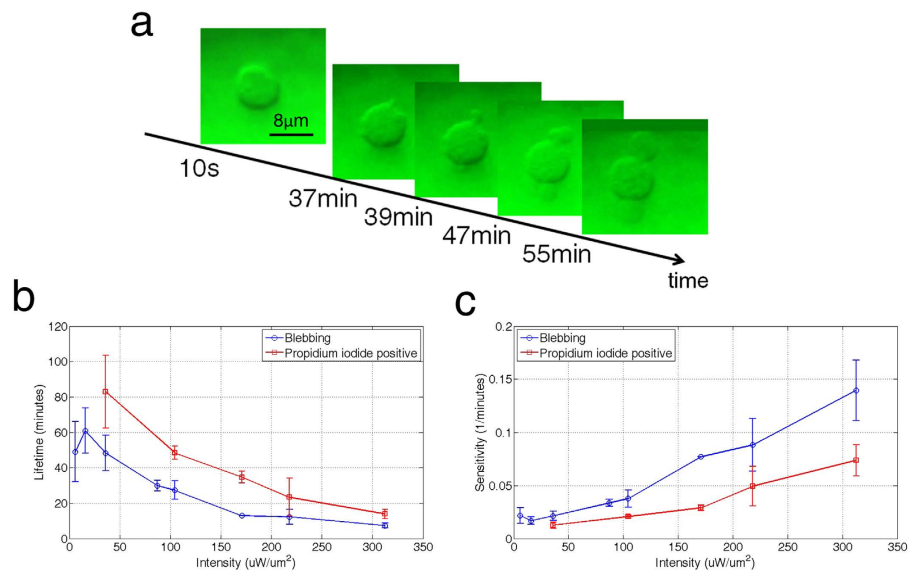 a
8µm
10s
37min
39min
47min
55min
time
b
120
100
80
60
40
20
0
Lifetime (minutes)
Blebbing
Propidium iodide positive
0 50 100 150 200 250 300 350
Intensity (uW/um²)
c
0.2
0.15
0.1
0.05
0
Sensitivity (1/minutes)
Blebbing
Propidium iodide positive
0 50 100 150 200 250 300 350
Intensity (uW/um²)